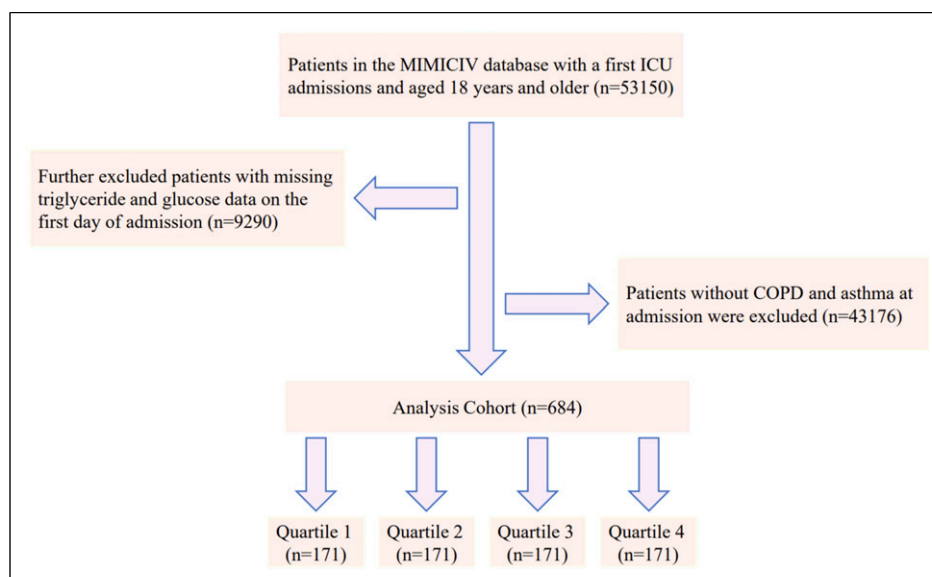 Patients in the MIMICIV database with a first ICU
admissions and aged 18 years and older (n=53150)
Further excluded patients with missing
triglyceride and glucose data on the
first day of admission (n=9290)
Patients without COPD and asthma at
admission were excluded (n=43176)
Analysis Cohort (n=684)
Quartile 1
(n=171)
Quartile 2
(n=171)
Quartile 3
(n=171)
Quartile 4
(n=171)